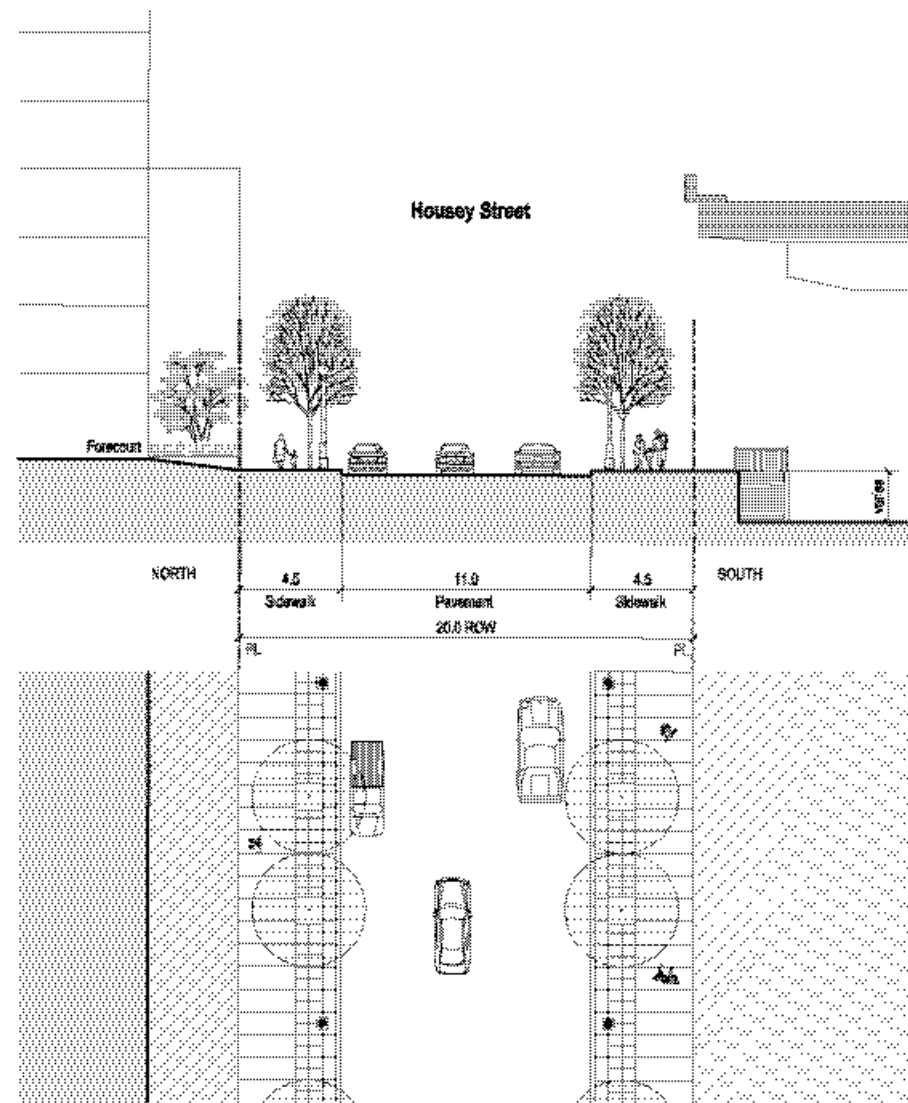 Housey Street
Forecourt
varies
NORTH
4.5
11.0
4.5
SOUTH
Sidewalk
Pavement
Sidewalk
20.0 ROW
PL
PL